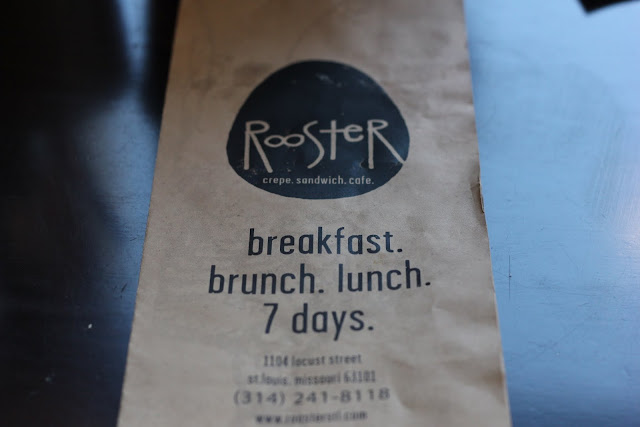 RooSteR
crepe. sandwich. cafe.
breakfast.
brunch. lunch.
7 days.
1104 locust street
st.louis, missouri 63101
(314) 241-8118
www.roosterstl.com